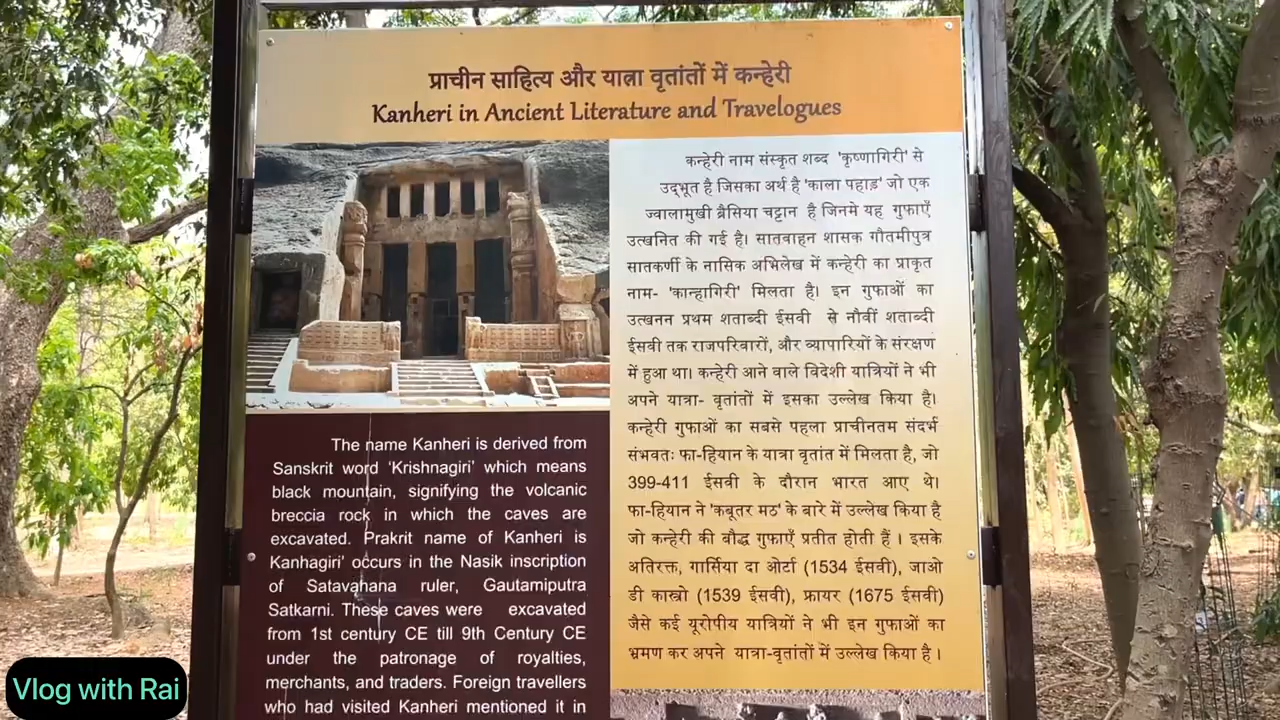 प्राचीन साहित्य और यात्रा वृतांतों में कन्हेरी
Kanheri in Ancient Literature and Travelogues
कन्हेरी नाम संस्कृत शब्द 'कृष्णागिरी' से
उद्भूत है जिसका अर्थ है 'काला पहाड़' जो एक
ज्वालामुखी ब्रैसिया चट्टान है जिनमे यह गुफाएँ
उत्खनित की गई है। सातवाहन शासक गौतमीपुत्र
सातकर्णी के नासिक अभिलेख में कन्हेरी का प्राकृत
नाम- 'कान्हागिरी' मिलता है। इन गुफाओं का
उत्खनन प्रथम शताब्दी ईसवी से नौवीं शताब्दी
ईसवी तक राजपरिवारों, और व्यापारियों के संरक्षण
में हुआ था। कन्हेरी आने वाले विदेशी यात्रियों ने भी
अपने यात्रा- वृतांतों में इसका उल्लेख किया है।
कन्हेरी गुफाओं का सबसे पहला प्राचीनतम संदर्भ
संभवतः फा-हियान के यात्रा वृतांत में मिलता है, जो
399-411 ईसवी के दौरान भारत आए थे।
फा-हियान ने 'कबूतर मठ' के बारे में उल्लेख किया है
जो कन्हेरी की बौद्ध गुफाएँ प्रतीत होती हैं । इसके
अतिरक्त, गार्सिया दा ओर्टा (1534 ईसवी), जाओ
डी कास्त्रो (1539 ईसवी), फ्रायर (1675 ईसवी)
जैसे कई यूरोपीय यात्रियों ने भी इन गुफाओं का
भ्रमण कर अपने यात्रा-वृतांतों में उल्लेख किया है ।
The name Kanheri is derived from
Sanskrit word ‘Krishnagiri’ which means
black mountain, signifying the volcanic
breccia rock in which the caves are
excavated. Prakrit name of Kanheri is
Kanhagiri’ occurs in the Nasik inscription
of Satavahana ruler, Gautamiputra
Satkarni. These caves were excavated
from 1st century CE till 9th Century CE
under the patronage of royalties,
merchants, and traders. Foreign travellers
who had visited Kanheri mentioned it in
Vlog with Rai